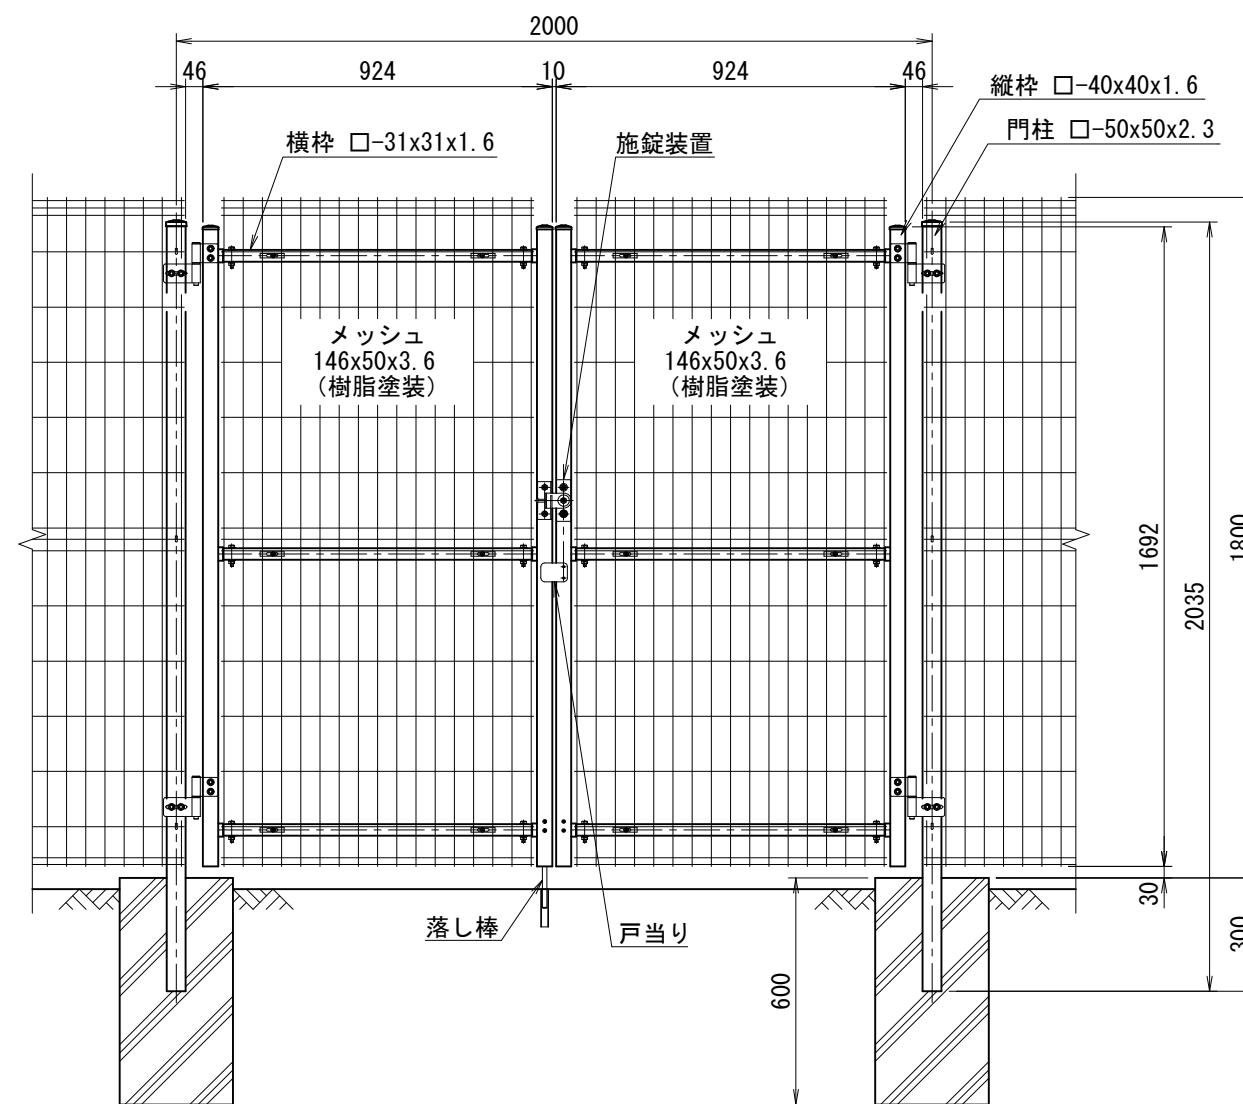 2000
46
924
10
924
46
縦枠 □-40x40x1.6
門柱 □-50x50x2.3
横枠 □-31x31x1.6
施錠装置
メッシュ
146x50x3.6
(樹脂塗装)
メッシュ
146x50x3.6
(樹脂塗装)
1692
2035
1800
30
300
600
落し棒
戸当り